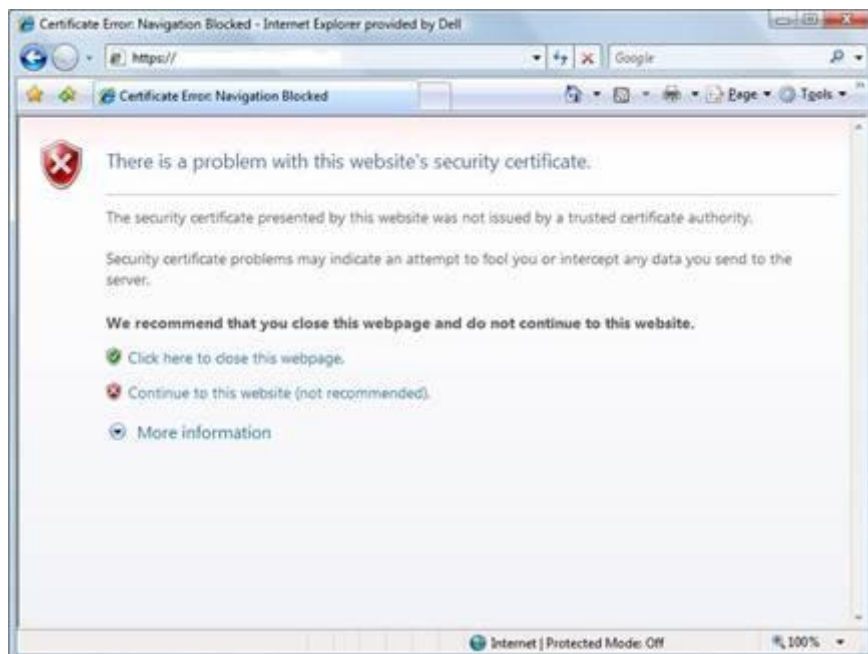 Certificate Error: Navigation Blocked - Internet Explorer provided by Dell
https://
Google
Certificate Error: Navigation Blocked
Page
Tools
There is a problem with this website's security certificate.
The security certificate presented by this website was not issued by a trusted certificate authority.
Security certificate problems may indicate an attempt to fool you or intercept any data you send to the
server.
We recommend that you close this webpage and do not continue to this website.
Click here to close this webpage.
Continue to this website (not recommended).
More information
Internet | Protected Mode: Off
100%